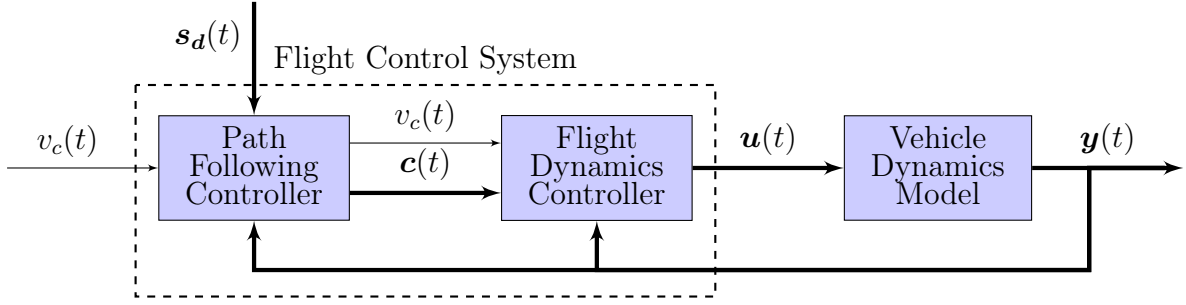 s_d(t)
Flight Control System
v_c(t)
Path
Following
Controller
v_c(t)
c(t)
Flight
Dynamics
Controller
u(t)
Vehicle
Dynamics
Model
y(t)